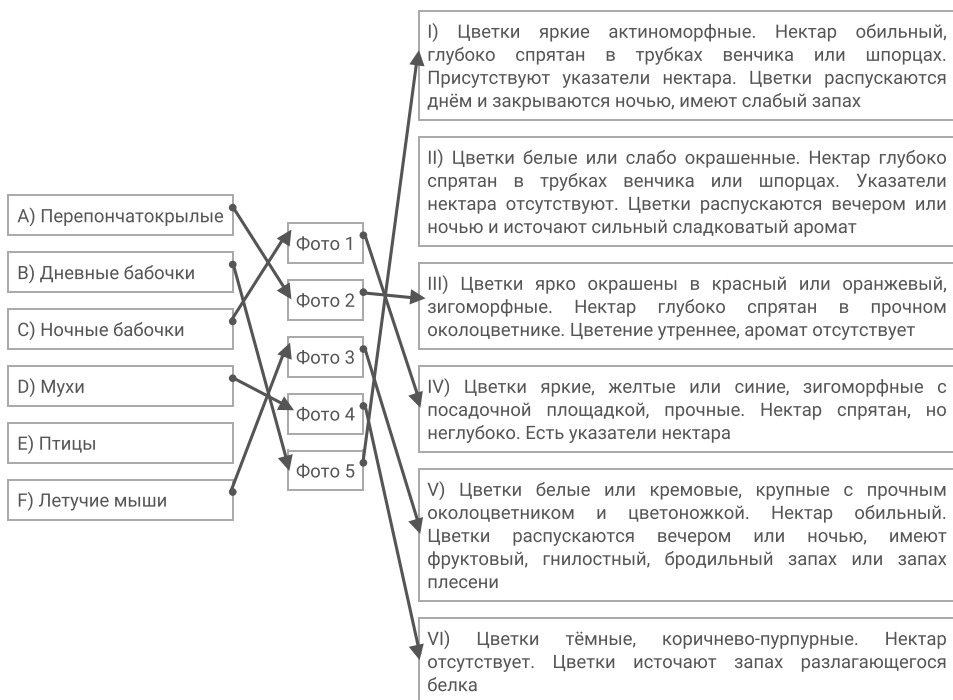 A) Перепончатокрылые
B) Дневные бабочки
C) Ночные бабочки
D) Мухи
E) Птицы
F) Летучие мыши
Фото 1
Фото 2
Фото 3
Фото 4
Фото 5
I) Цветки яркие актиноморфные. Нектар обильный,
глубоко спрятан в трубках венчика или шпорцах.
Присутствуют указатели нектара. Цветки распускаются
днём и закрываются ночью, имеют слабый запах
II) Цветки белые или слабо окрашенные. Нектар глубоко
спрятан в трубках венчика или шпорцах. Указатели
нектара отсутствуют. Цветки распускаются вечером или
ночью и источают сильный сладковатый аромат
III) Цветки ярко окрашены в красный или оранжевый,
зигоморфные. Нектар глубоко спрятан в прочном
околоцветнике. Цветение утреннее, аромат отсутствует
IV) Цветки яркие, желтые или синие, зигоморфные с
посадочной площадкой, прочные. Нектар спрятан, но
неглубоко. Есть указатели нектара
V) Цветки белые или кремовые, крупные с прочным
околоцветником и цветоножкой. Нектар обильный.
Цветки распускаются вечером или ночью, имеют
фруктовый, гнилостный, бродильный запах или запах
плесени
VI) Цветки тёмные, коричнево-пурпурные. Нектар
отсутствует. Цветки источают запах разлагающегося
белка